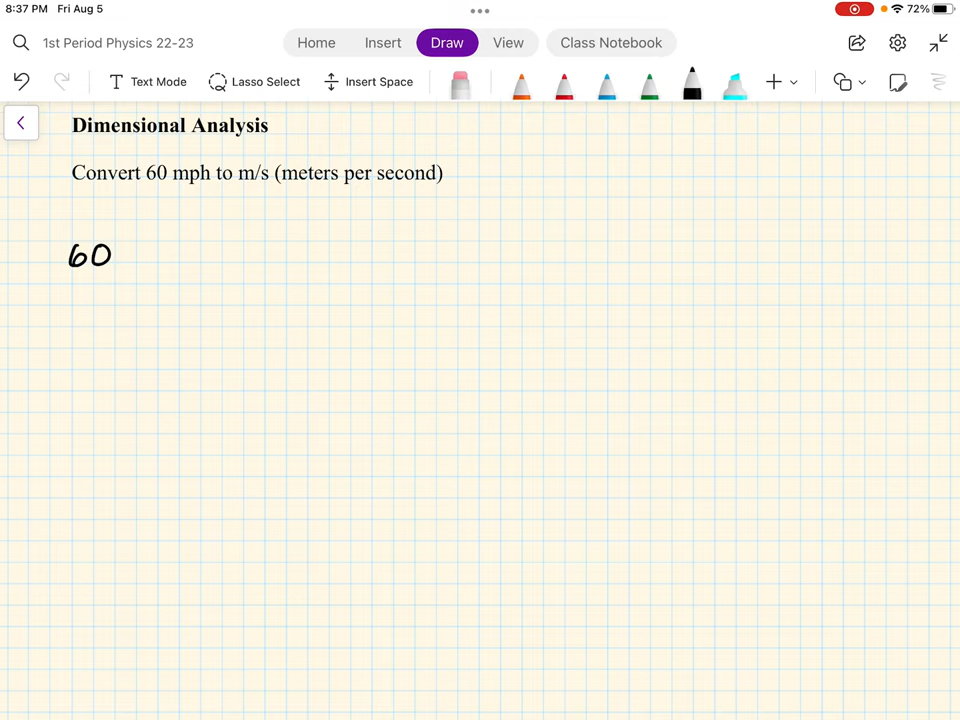 8:37 PM Fri Aug 5
72%
1st Period Physics 22-23
Home Insert Draw View Class Notebook
Text Mode Lasso Select Insert Space
Dimensional Analysis
Convert 60 mph to m/s (meters per second)
60